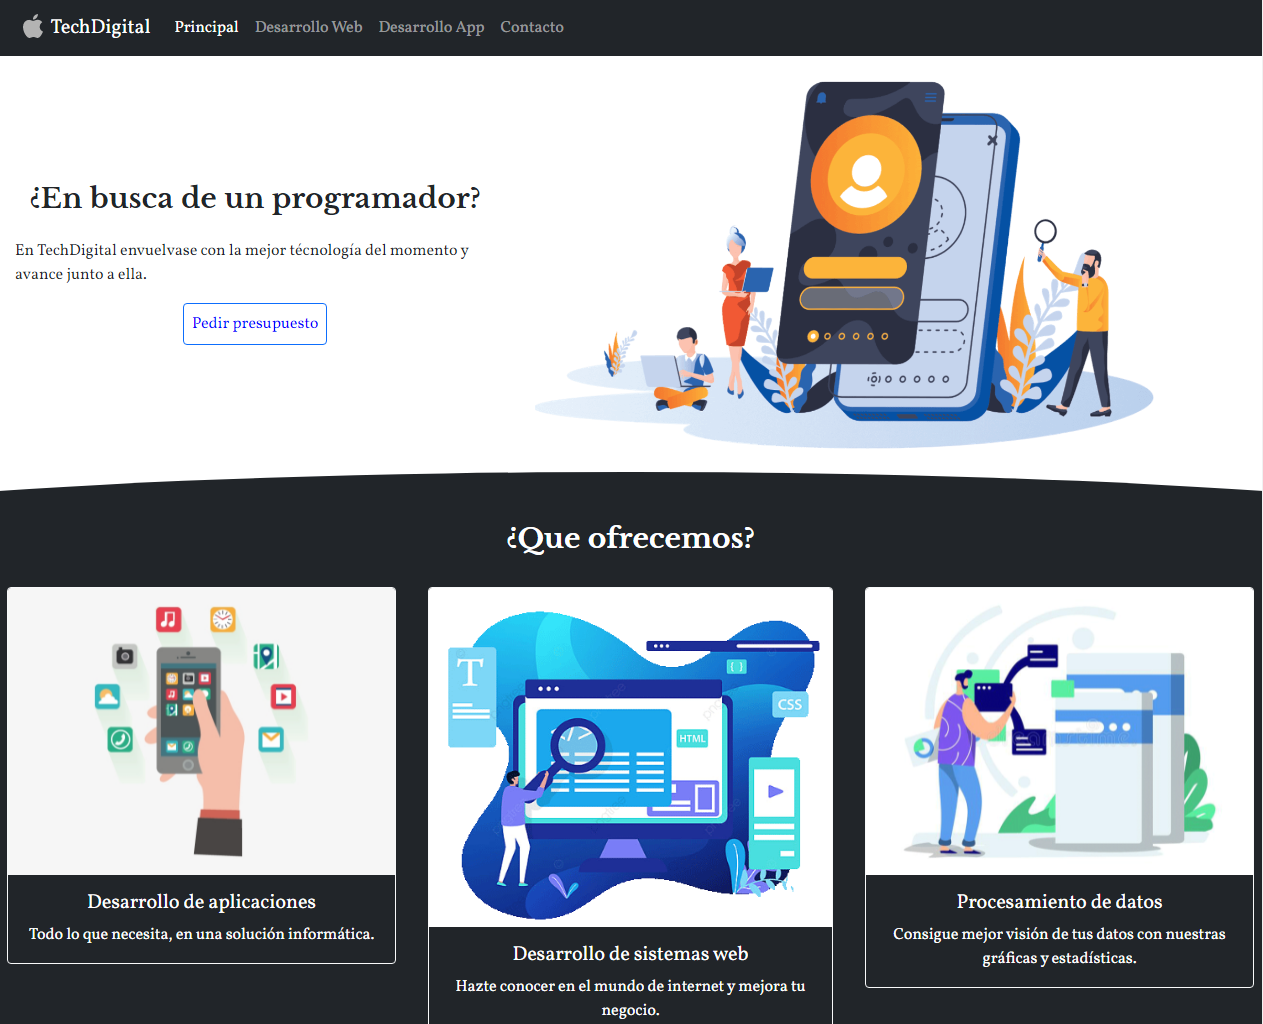 TechDigital Principal Desarrollo Web Desarrollo App Contacto
¿En busca de un programador?
En TechDigital envuelvase con la mejor técnología del momento y
avance junto a ella.
Pedir presupuesto
¿Que ofrecemos?
T
{ }
CSS
HTML
Desarrollo de aplicaciones
Todo lo que necesita, en una solución informática.
Desarrollo de sistemas web
Hazte conocer en el mundo de internet y mejora tu
negocio.
Procesamiento de datos
Consigue mejor visión de tus datos con nuestras
gráficas y estadísticas.